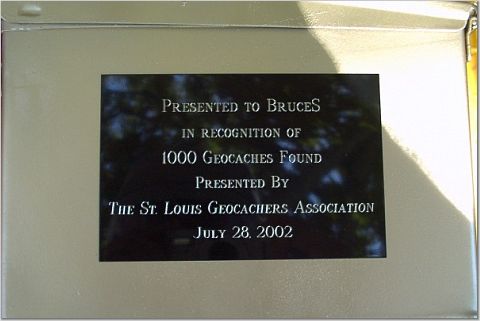 Presented to BruceS
in recognition of
1000 Geocaches Found
Presented By
The St. Louis Geocachers Association
July 28, 2002